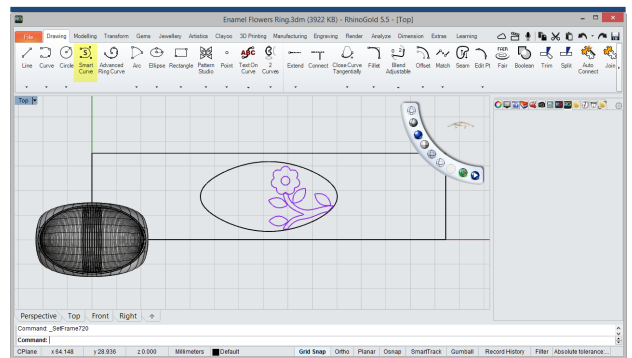 Enamel Flowers Ring.3dm (3922 KB) - RhinoGold 5.5 - [Top]
File Drawing Modelling Transform Gems Jewellery Artistics Clayoo 3D Printing Manufacturing Engraving Render Analyze Dimension Extras Learning
Line Curve Circle Smart Curve Advanced Ring Curve Arc Ellipse Rectangle Pattern Studio Point Text On Curve 2 Curves Extend Connect Close Curve Tangentially Fillet Blend Adjustable Offset Match Seam Edit Pt Fair Boolean Trim Split Auto Connect Join
Top
Perspective Top Front Right
Command: _SetFrame720
Command:
CPlane x 64.148 y 28.936 z 0.000 Millimeters Default Grid Snap Ortho Planar Osnap SmartTrack Gumball Record History Filter Absolute tolerance:...